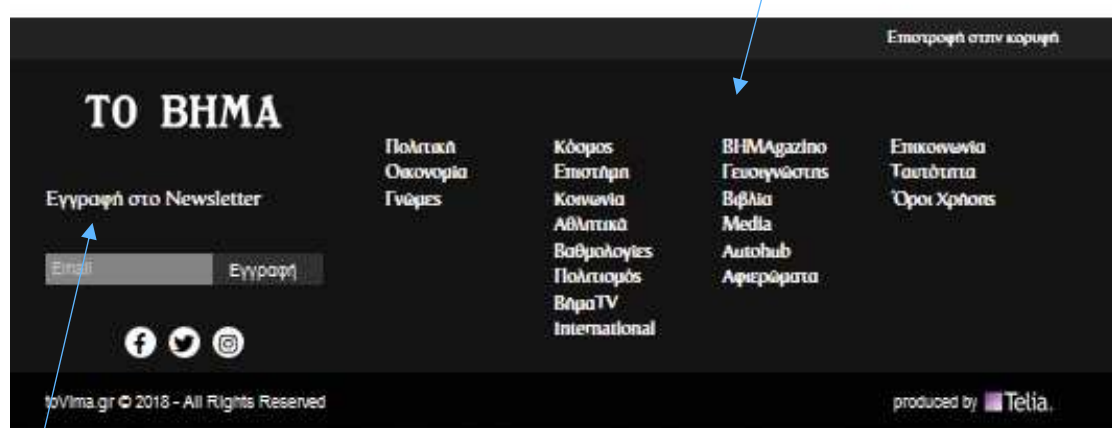 Επιστροφή στην κορυφή
ΤΟ ΒΗΜΑ
Εγγραφή στο Newsletter
Email
Εγγραφή
Πολιτική
Οικονομία
Γνώμες
Κόσμος
Επιστήμη
Κοινωνία
Αθλητικά
Βαθμολογίες
Πολιτισμός
ΒήμαTV
International
BHMAgazino
Γευσιγνώστης
Βιβλία
Media
Autohub
Αφιερώματα
Επικοινωνία
Ταυτότητα
Όροι Χρήσης
toVima.gr © 2018 - All Rights Reserved
produced by Telia.